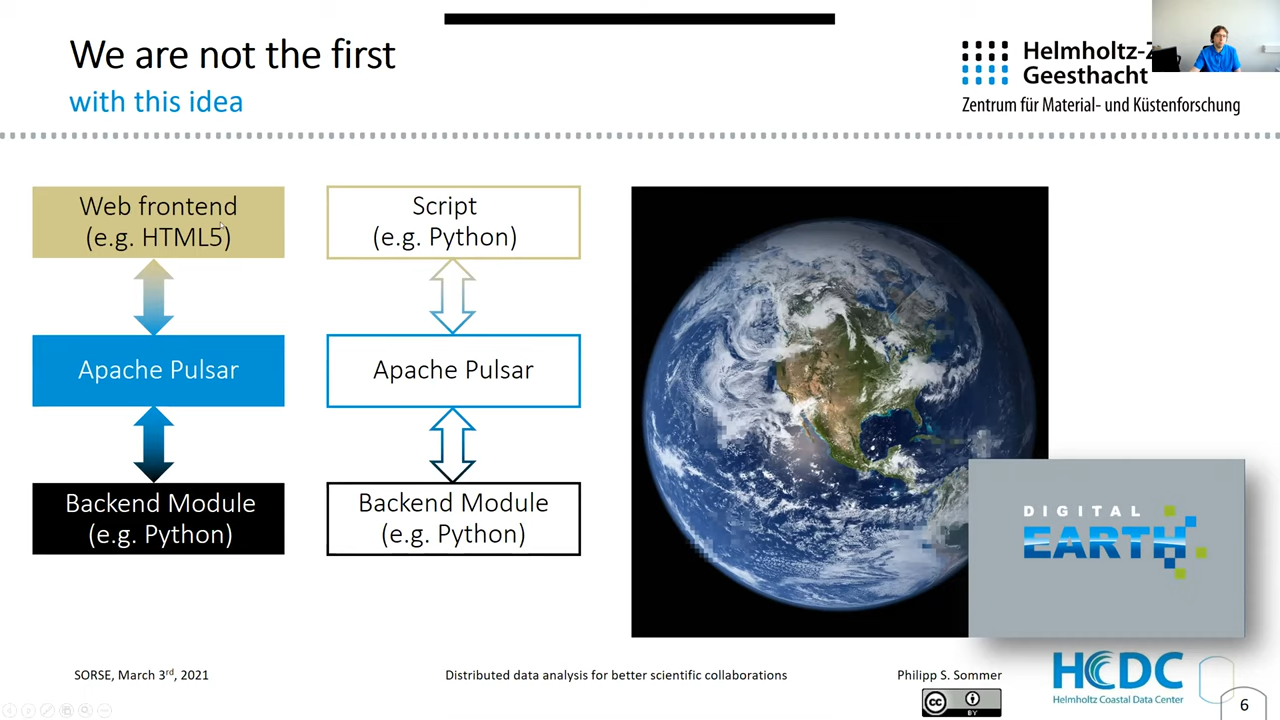 We are not the first
with this idea
Helmholtz-Z
Geesthacht
Zentrum für Material- und Küstenforschung
Web frontend
(e.g. HTML5)
Script
(e.g. Python)
Apache Pulsar
Apache Pulsar
Backend Module
(e.g. Python)
Backend Module
(e.g. Python)
DIGITAL
EARTH
SORSE, March 3rd, 2021
Distributed data analysis for better scientific collaborations
Philipp S. Sommer
cc
BY
HCDC
Helmholtz Coastal Data Center
6